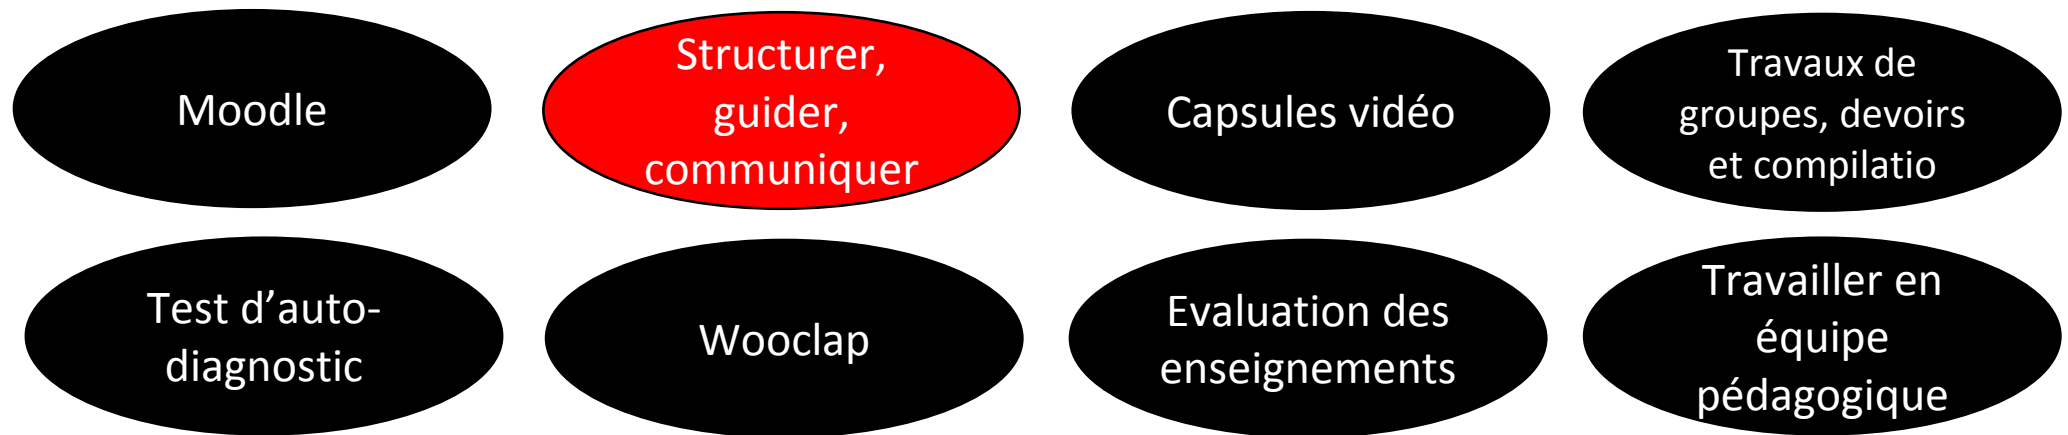 Moodle
Structurer,
guider,
communiquer
Capsules vidéo
Travaux de
groupes, devoirs
et compilatio
Test d’auto-
diagnostic
Wooclap
Evaluation des
enseignements
Travailler en
équipe
pédagogique